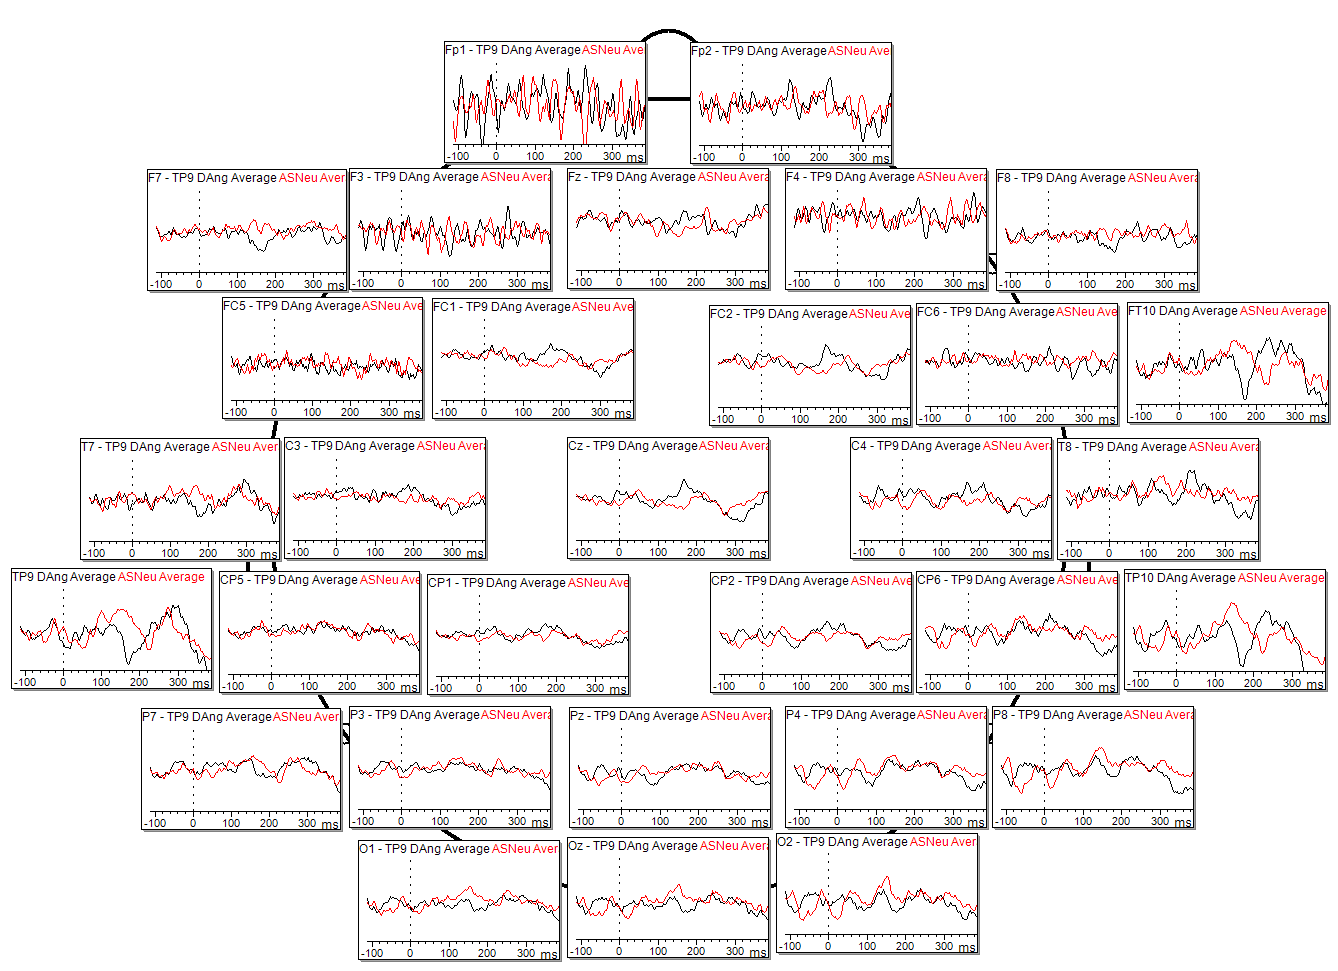 Fp1 - TP9 DAng Average ASNeu Ave
-100 0 100 200 300 ms
Fp2 - TP9 DAng Average ASNeu Ave
-100 0 100 200 300 ms
F7 - TP9 DAng Average ASNeu Aver
-100 0 100 200 300 ms
F3 - TP9 DAng Average ASNeu Avera
-100 0 100 200 300 ms
Fz - TP9 DAng Average ASNeu Avera
-100 0 100 200 300 ms
F4 - TP9 DAng Average ASNeu Avera
-100 0 100 200 300 ms
F8 - TP9 DAng Average ASNeu Aver
-100 0 100 200 300 ms
FC5 - TP9 DAng Average ASNeu Ave
-100 0 100 200 300 ms
FC1 - TP9 DAng Average ASNeu Ave
-100 0 100 200 300 ms
FC2 - TP9 DAng Average ASNeu Ave
-100 0 100 200 300 ms
FC6 - TP9 DAng Average ASNeu Ave
-100 0 100 200 300 ms
FT10 DAng Average ASNeu Average
-100 0 100 200 300 ms
T7 - TP9 DAng Average ASNeu Aver
-100 0 100 200 300 ms
C3 - TP9 DAng Average ASNeu Aver
-100 0 100 200 300 ms
Cz - TP9 DAng Average ASNeu Aver
-100 0 100 200 300 ms
C4 - TP9 DAng Average ASNeu Aver
-100 0 100 200 300 ms
T8 - TP9 DAng Average ASNeu Aver
-100 0 100 200 300 ms
TP9 DAng Average ASNeu Average
-100 0 100 200 300 ms
CP5 - TP9 DAng Average ASNeu Ave
-100 0 100 200 300 ms
CP1 - TP9 DAng Average ASNeu Ave
-100 0 100 200 300 ms
CP2 - TP9 DAng Average ASNeu Ave
-100 0 100 200 300 ms
CP6 - TP9 DAng Average ASNeu Ave
-100 0 100 200 300 ms
TP10 DAng Average ASNeu Average
-100 0 100 200 300 ms
P7 - TP9 DAng Average ASNeu Avera
-100 0 100 200 300 ms
P3 - TP9 DAng Average ASNeu Avera
-100 0 100 200 300 ms
Pz - TP9 DAng Average ASNeu Avera
-100 0 100 200 300 ms
P4 - TP9 DAng Average ASNeu Avera
-100 0 100 200 300 ms
P8 - TP9 DAng Average ASNeu Avera
-100 0 100 200 300 ms
O1 - TP9 DAng Average ASNeu Aver
-100 0 100 200 300 ms
Oz - TP9 DAng Average ASNeu Aver
-100 0 100 200 300 ms
O2 - TP9 DAng Average ASNeu Aver
-100 0 100 200 300 ms